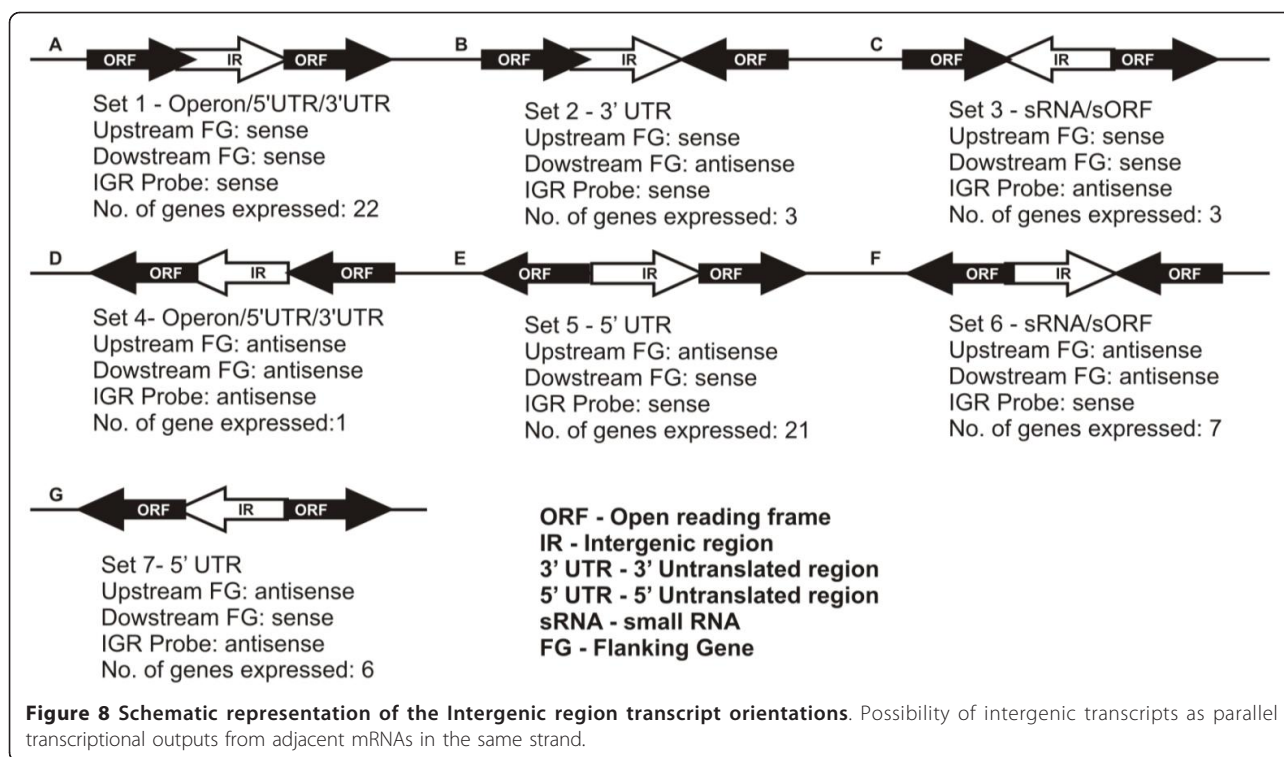 A
ORF
IR
ORF
Set 1 - Operon/5'UTR/3'UTR
Upstream FG: sense
Dowstream FG: sense
IGR Probe: sense
No. of genes expressed: 22
B
ORF
IR
ORF
Set 2 - 3’ UTR
Upstream FG: sense
Dowstream FG: antisense
IGR Probe: sense
No. of genes expressed: 3
C
ORF
IR
ORF
Set 3 - sRNA/sORF
Upstream FG: sense
Dowstream FG: sense
IGR Probe: antisense
No. of genes expressed: 3
D
ORF
IR
ORF
Set 4- Operon/5'UTR/3'UTR
Upstream FG: antisense
Dowstream FG: antisense
IGR Probe: antisense
No. of gene expressed:1
E
ORF
IR
ORF
Set 5 - 5’ UTR
Upstream FG: antisense
Dowstream FG: sense
IGR Probe: sense
No. of genes expressed: 21
F
ORF
IR
ORF
Set 6 - sRNA/sORF
Upstream FG: antisense
Dowstream FG: antisense
IGR Probe: sense
No. of genes expressed: 7
G
ORF
IR
ORF
Set 7- 5’ UTR
Upstream FG: antisense
Dowstream FG: sense
IGR Probe: antisense
No. of genes expressed: 6
ORF - Open reading frame
IR - Intergenic region
3’ UTR - 3’ Untranslated region
5’ UTR - 5’ Untranslated region
sRNA - small RNA
FG - Flanking Gene
Figure 8 Schematic representation of the Intergenic region transcript orientations. Possibility of intergenic transcripts as parallel
transcriptional outputs from adjacent mRNAs in the same strand.